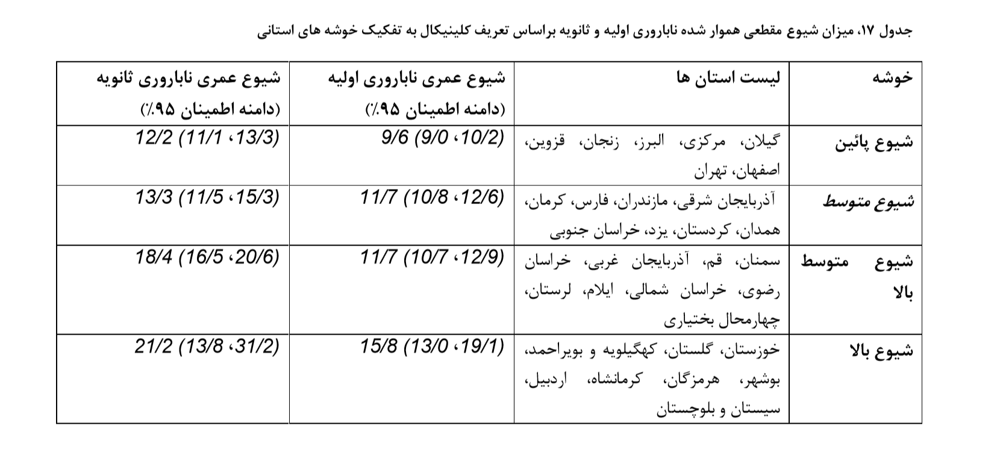 جدول ۱۷، میزان شیوع مقطعی هموار شده ناباروری اولیه و ثانویه براساس تعریف کلینیکال به تفکیک خوشه های استانی
خوشه
لیست استان ها
شیوع عمری ناباروری اولیه
(دامنه اطمینان ۹۵٪)
شیوع عمری ناباروری ثانویه
(دامنه اطمینان ۹۵٪)
شیوع پائین
گیلان، مرکزی، البرز، زنجان، قزوین،
اصفهان، تهران
9/6 (9/0 ،10/2)
12/2 (11/1 ،13/3)
شیوع متوسط
آذربایجان شرقی، مازندران، فارس، کرمان،
همدان، کردستان، یزد، خراسان جنوبی
11/7 (10/8 ،12/6)
13/3 (11/5 ،15/3)
شیوع متوسط
بالا
سمنان، قم، آذربایجان غربی، خراسان
رضوی، خراسان شمالی، ایلام، لرستان،
چهارمحال بختیاری
11/7 (10/7 ،12/9)
18/4 (16/5 ،20/6)
شیوع بالا
خوزستان، گلستان، کهگیلویه و بویراحمد،
بوشهر، هرمزگان، کرمانشاه، اردبیل،
سیستان و بلوچستان
15/8 (13/0 ،19/1)
21/2 (13/8 ،31/2)